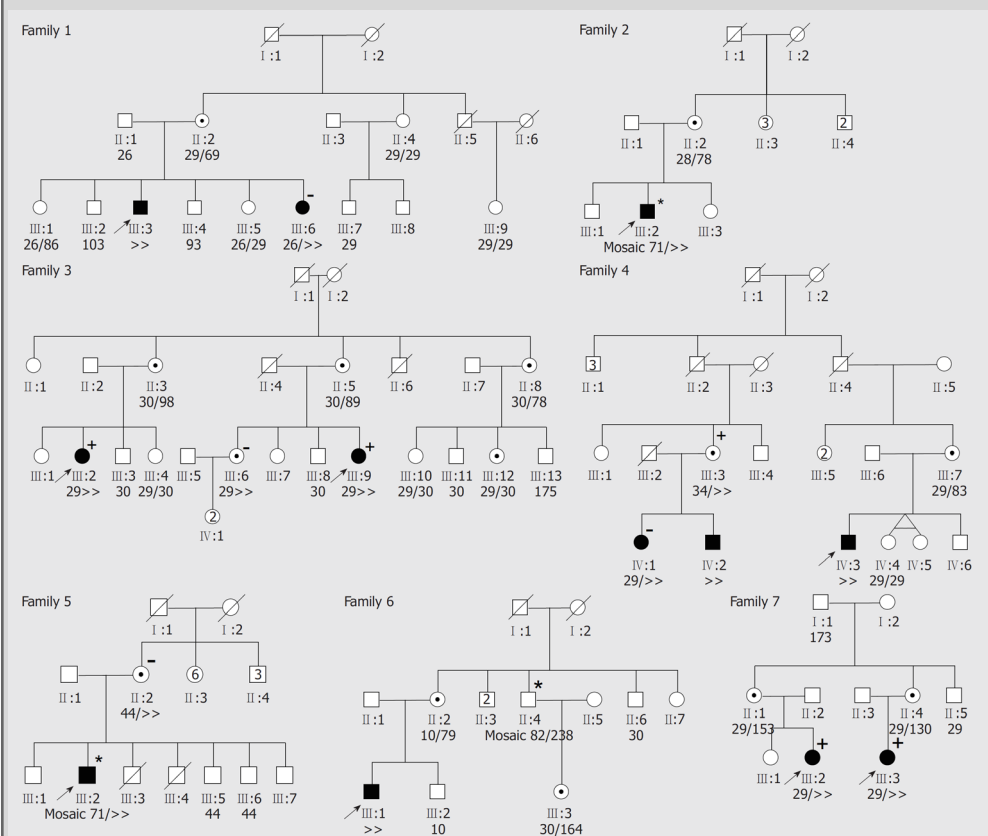 Family 1
Ⅰ:1 Ⅰ:2
Ⅱ:1 Ⅱ:2 Ⅱ:3 Ⅱ:4 Ⅱ:5 Ⅱ:6
26 29/69 29/29
-
Ⅲ:1 Ⅲ:2 Ⅲ:3 Ⅲ:4 Ⅲ:5 Ⅲ:6 Ⅲ:7 Ⅲ:8 Ⅲ:9
26/86 103 >> 93 26/29 26/>> 29 29/29
Family 2
Ⅰ:1 Ⅰ:2
3 2
Ⅱ:1 Ⅱ:2 Ⅱ:3 Ⅱ:4
28/78
*
Ⅲ:1 Ⅲ:2 Ⅲ:3
Mosaic 71/>>
Family 3
Ⅰ:1 Ⅰ:2
Ⅱ:1 Ⅱ:2 Ⅱ:3 Ⅱ:4 Ⅱ:5 Ⅱ:6 Ⅱ:7 Ⅱ:8
30/98 30/89 30/78
+ - +
Ⅲ:1 Ⅲ:2 Ⅲ:3 Ⅲ:4 Ⅲ:5 Ⅲ:6 Ⅲ:7 Ⅲ:8 Ⅲ:9 Ⅲ:10 Ⅲ:11 Ⅲ:12 Ⅲ:13
29>> 30 29/30 29>> 30 29>> 29/30 30 29/30 175
2
Ⅳ:1
Family 4
Ⅰ:1 Ⅰ:2
3
Ⅱ:1 Ⅱ:2 Ⅱ:3 Ⅱ:4 Ⅱ:5
+
2
Ⅲ:1 Ⅲ:2 Ⅲ:3 Ⅲ:4 Ⅲ:5 Ⅲ:6 Ⅲ:7
34/>> 29/83
-
Ⅳ:1 Ⅳ:2 Ⅳ:3 Ⅳ:4 Ⅳ:5 Ⅳ:6
29/>> >> >> 29/29
Family 5
Ⅰ:1 Ⅰ:2
-
6 3
Ⅱ:1 Ⅱ:2 Ⅱ:3 Ⅱ:4
44/>>
*
Ⅲ:1 Ⅲ:2 Ⅲ:3 Ⅲ:4 Ⅲ:5 Ⅲ:6 Ⅲ:7
Mosaic 71/>> 44 44
Family 6
Ⅰ:1 Ⅰ:2
*
2
Ⅱ:1 Ⅱ:2 Ⅱ:3 Ⅱ:4 Ⅱ:5 Ⅱ:6 Ⅱ:7
10/79 Mosaic 82/238 30
Ⅲ:1 Ⅲ:2 Ⅲ:3
>> 10 30/164
Family 7
Ⅰ:1 Ⅰ:2
173
Ⅱ:1 Ⅱ:2 Ⅱ:3 Ⅱ:4 Ⅱ:5
29/153 29/130 29
+ +
Ⅲ:1 Ⅲ:2 Ⅲ:3
29/>> 29/>>